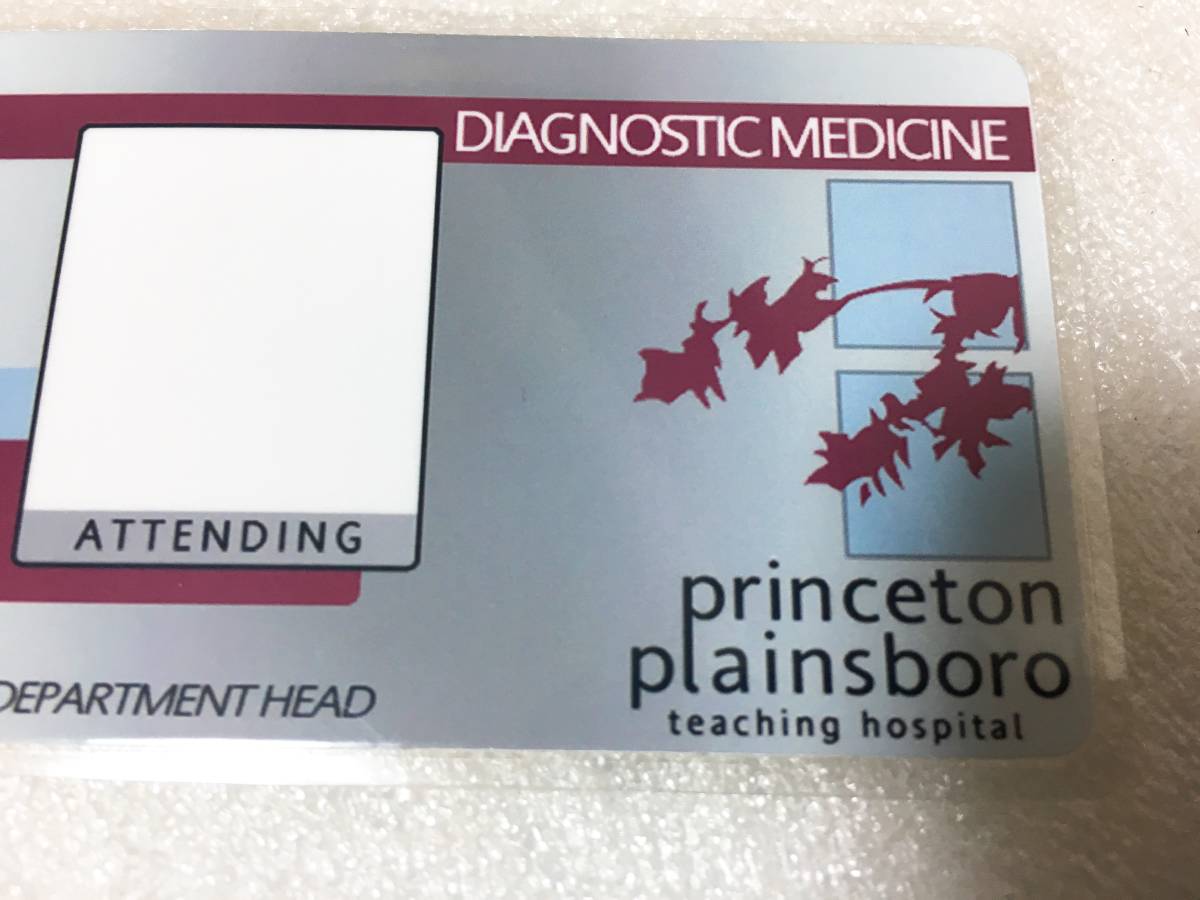 DIAGNOSTIC MEDICINE
ATTENDING
DEPARTMENT HEAD
princeton
plainsboro
teaching hospital